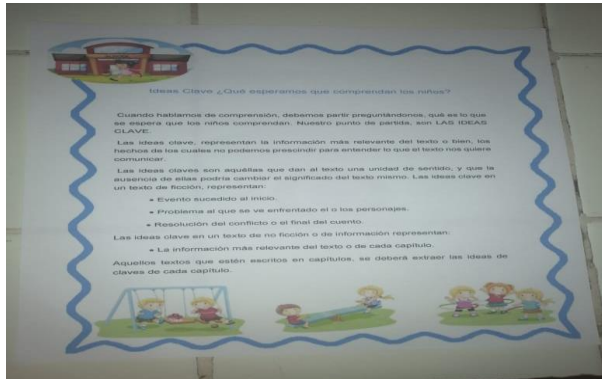 Ideas Clave ¿Qué esperamos que comprendan los niños?
Cuando hablamos de comprensión, debemos partir preguntándonos, qué es lo que
se espera que los niños comprendan. Nuestro punto de partida, son LAS IDEAS
CLAVE.
Las ideas clave, representan la información más relevante del texto o bien, los
hechos de los cuales no podemos prescindir para entender lo que el texto nos quiere
comunicar.
Las ideas claves son aquéllas que dan al texto una unidad de sentido, y que la
ausencia de ellas podría cambiar el significado del texto mismo. Las ideas clave en
un texto de ficción, representan:
• Evento sucedido al inicio.
• Problema al que se ve enfrentado el o los personajes.
• Resolución del conflicto o el final del cuento.
Las ideas clave en un texto de no ficción o de información representan:
• La información más relevante del texto o de cada capítulo.
Aquellos textos que estén escritos en capítulos, se deberá extraer las ideas de
claves de cada capítulo.